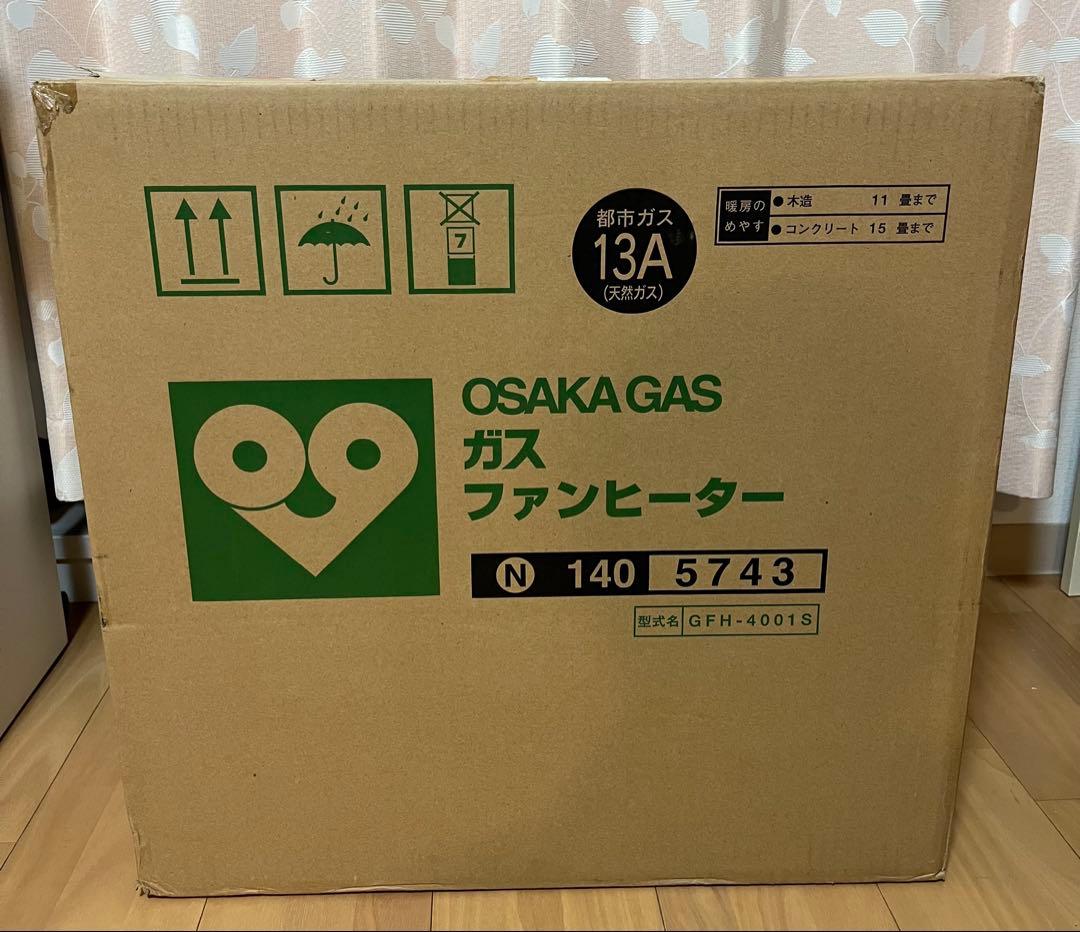 7
都市ガス
13A
(天然ガス)
暖房の
めやす
●木造 11 畳まで
●コンクリート 15 畳まで
OSAKA GAS
ガス
ファンヒーター
N 140 5743
型式名 GFH-4001S